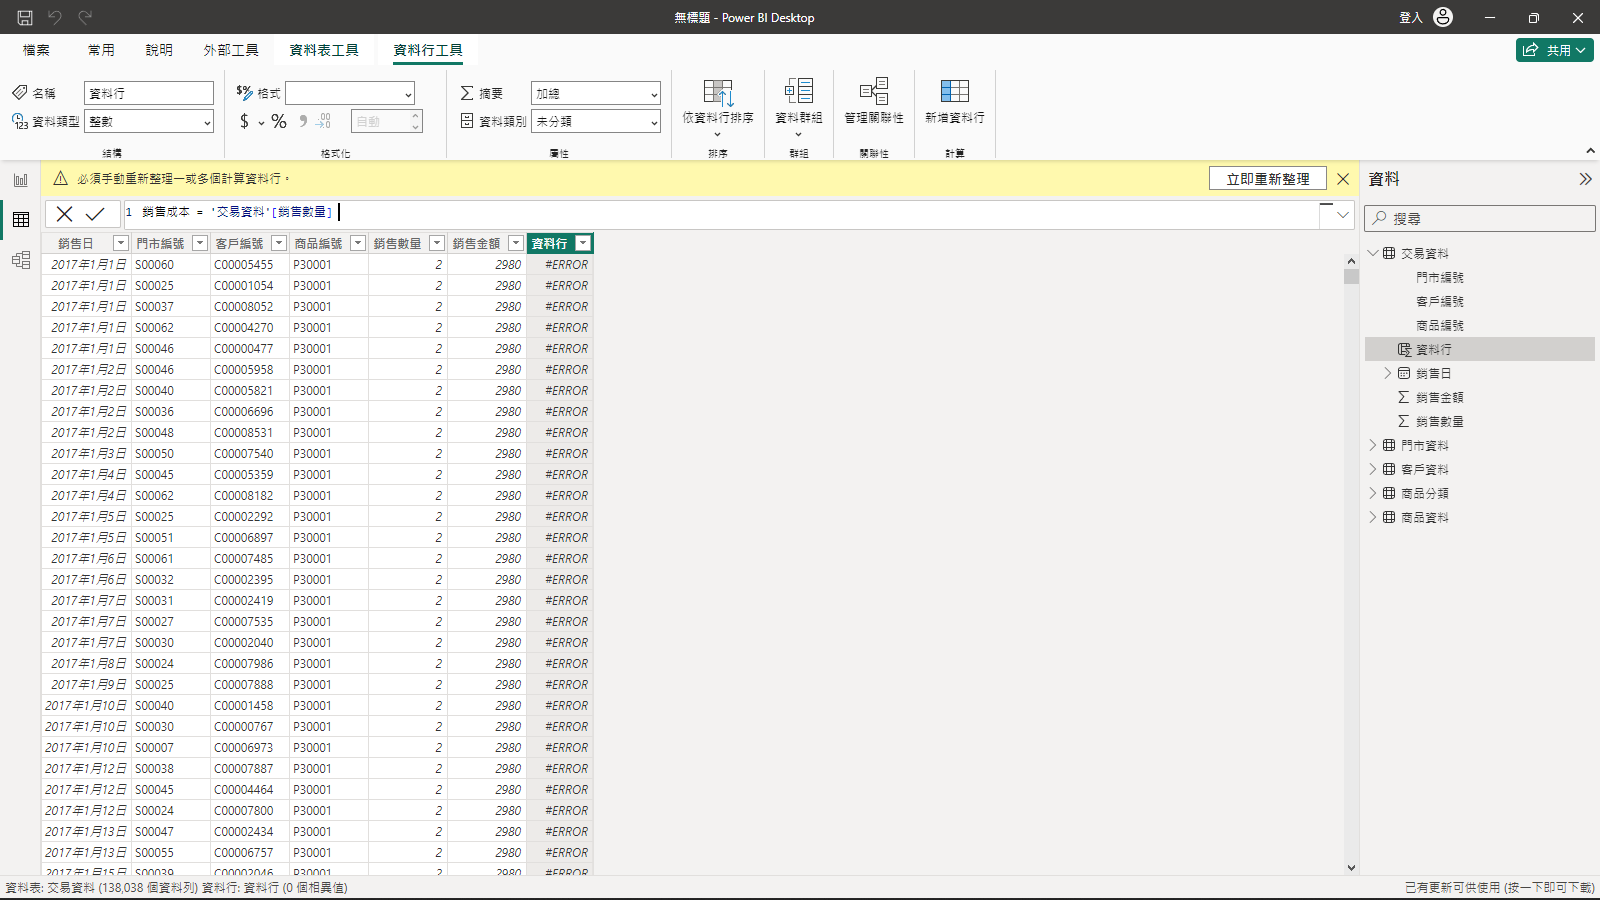 無標題 - Power BI Desktop
登入
檔案 常用 說明 外部工具 資料表工具 資料行工具
共用
名稱 資料行
資料類型 整數
結構
$% 格式
$ % 9 .00 自動
格式化
摘要 加總
資料類別 未分類
屬性
依資料行排序
排序
資料群組
群組
管理關聯性
關聯性
新增資料行
計算
必須手動重新整理一或多個計算資料行。
立即重新整理
1 銷售成本 = '交易資料'[銷售數量]
銷售日 門市編號 客戶編號 商品編號 銷售數量 銷售金額 資料行
2017年1月1日 S00060 C00005455 P30001 2 2980 #ERROR
2017年1月1日 S00025 C00001054 P30001 2 2980 #ERROR
2017年1月1日 S00037 C00008052 P30001 2 2980 #ERROR
2017年1月1日 S00062 C00004270 P30001 2 2980 #ERROR
2017年1月1日 S00046 C00000477 P30001 2 2980 #ERROR
2017年1月2日 S00046 C00005958 P30001 2 2980 #ERROR
2017年1月2日 S00040 C00005821 P30001 2 2980 #ERROR
2017年1月2日 S00036 C00006696 P30001 2 2980 #ERROR
2017年1月2日 S00048 C00008531 P30001 2 2980 #ERROR
2017年1月3日 S00050 C00007540 P30001 2 2980 #ERROR
2017年1月4日 S00045 C00005359 P30001 2 2980 #ERROR
2017年1月4日 S00062 C00008182 P30001 2 2980 #ERROR
2017年1月5日 S00025 C00002292 P30001 2 2980 #ERROR
2017年1月5日 S00051 C00006897 P30001 2 2980 #ERROR
2017年1月6日 S00061 C00007485 P30001 2 2980 #ERROR
2017年1月6日 S00032 C00002395 P30001 2 2980 #ERROR
2017年1月7日 S00031 C00002419 P30001 2 2980 #ERROR
2017年1月7日 S00027 C00007535 P30001 2 2980 #ERROR
2017年1月7日 S00030 C00002040 P30001 2 2980 #ERROR
2017年1月8日 S00024 C00007986 P30001 2 2980 #ERROR
2017年1月9日 S00025 C00007888 P30001 2 2980 #ERROR
2017年1月10日 S00040 C00001458 P30001 2 2980 #ERROR
2017年1月10日 S00030 C00000767 P30001 2 2980 #ERROR
2017年1月10日 S00007 C00006973 P30001 2 2980 #ERROR
2017年1月12日 S00038 C00007887 P30001 2 2980 #ERROR
2017年1月12日 S00045 C00004464 P30001 2 2980 #ERROR
2017年1月12日 S00024 C00007800 P30001 2 2980 #ERROR
2017年1月13日 S00047 C00002434 P30001 2 2980 #ERROR
2017年1月13日 S00055 C00006757 P30001 2 2980 #ERROR
2017年1月15日 S00039 C00002046 P30001 2 2980 #ERROR
資料
搜尋
交易資料
門市編號
客戶編號
商品編號
資料行
銷售日
銷售金額
銷售數量
門市資料
客戶資料
商品分類
商品資料
資料表: 交易資料 (138,038 個資料列) 資料行: 資料行 (0 個相異值)
已有更新可供使用 (按一下即可下載)